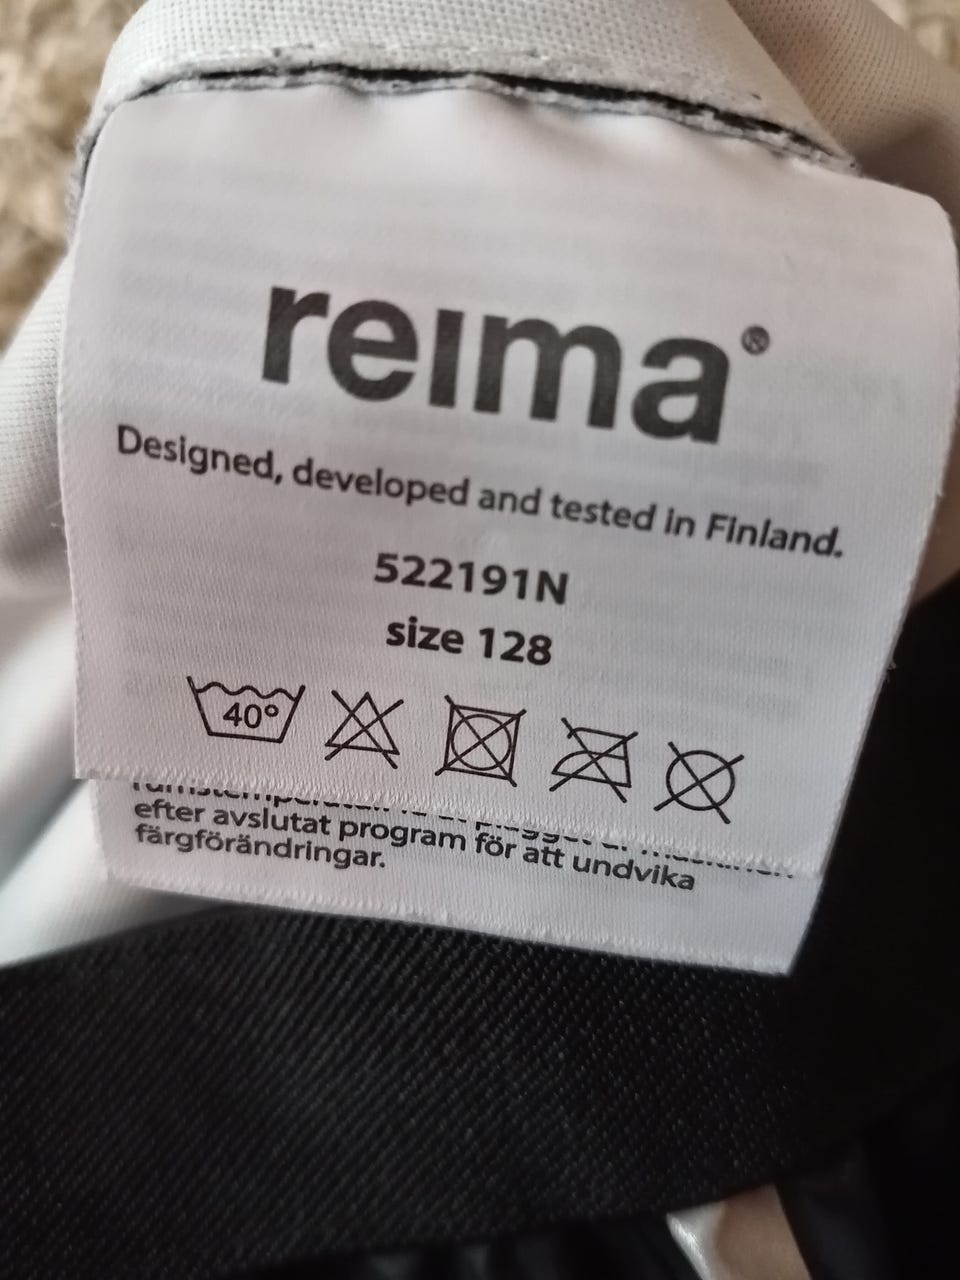 reima®
Designed, developed and tested in Finland.
522191N
size 128
40°
efter avslutat program för att undvika
färgförändringar.